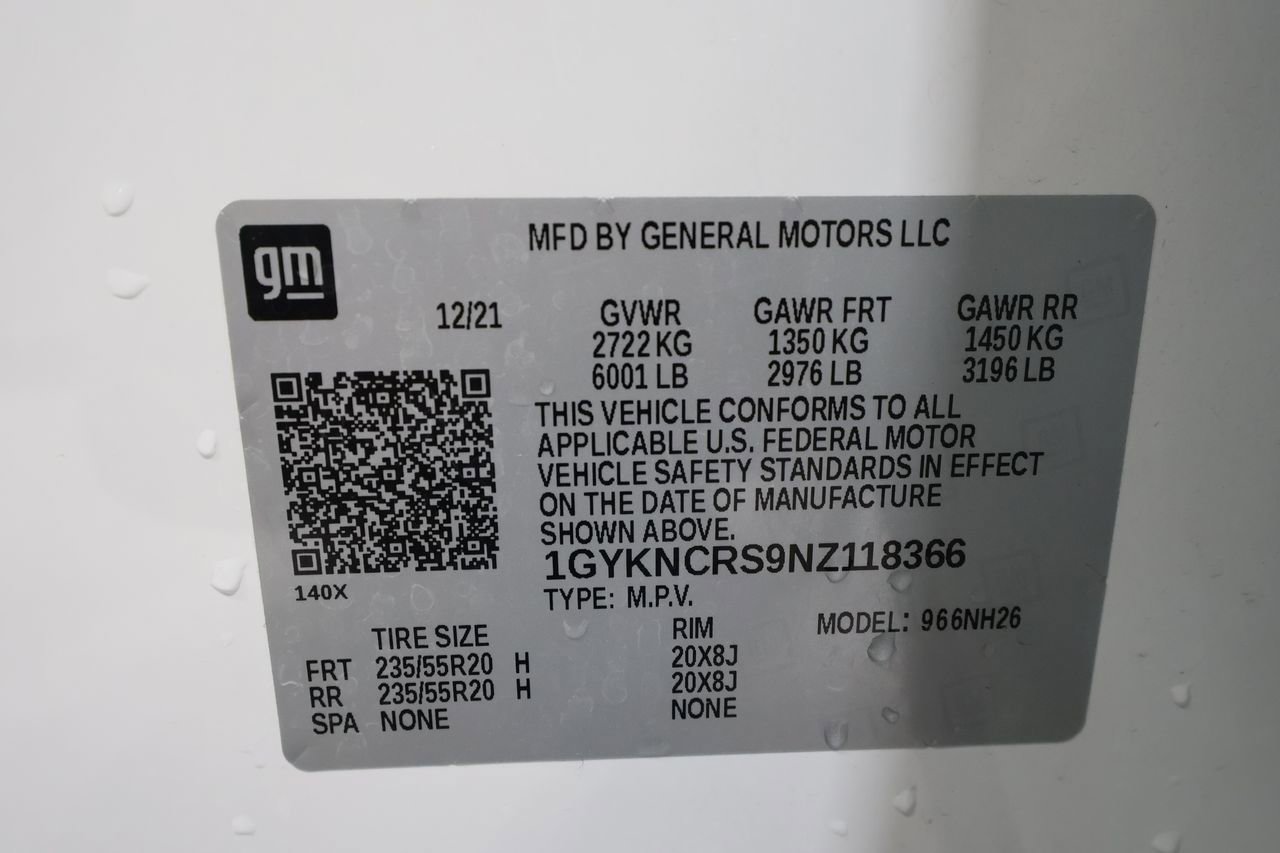 gm
MFD BY GENERAL MOTORS LLC
12/21 GVWR GAWR FRT GAWR RR
2722 KG 1350 KG 1450 KG
6001 LB 2976 LB 3196 LB
THIS VEHICLE CONFORMS TO ALL
APPLICABLE U.S. FEDERAL MOTOR
VEHICLE SAFETY STANDARDS IN EFFECT
ON THE DATE OF MANUFACTURE
SHOWN ABOVE.
1GYKNCRS9NZ118366
140X
TYPE: M.P.V.
MODEL: 966NH26
TIRE SIZE RIM
FRT 235/55R20 H 20X8J
RR 235/55R20 H 20X8J
SPA NONE NONE